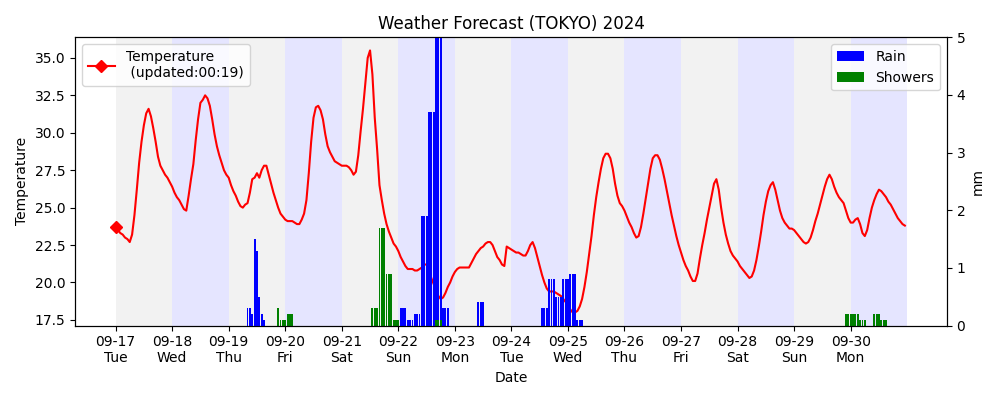 Weather Forecast (TOKYO) 2024
Temperature
(updated:00:19)
Rain
Showers
Temperature
35.0
32.5
30.0
27.5
25.0
22.5
20.0
17.5
5
4
3
2
1
0
mm
09-17 09-18 09-19 09-20 09-21 09-22 09-23 09-24 09-25 09-26 09-27 09-28 09-29 09-30
Tue Wed Thu Fri Sat Sun Mon Tue Wed Thu Fri Sat Sun Mon
Date